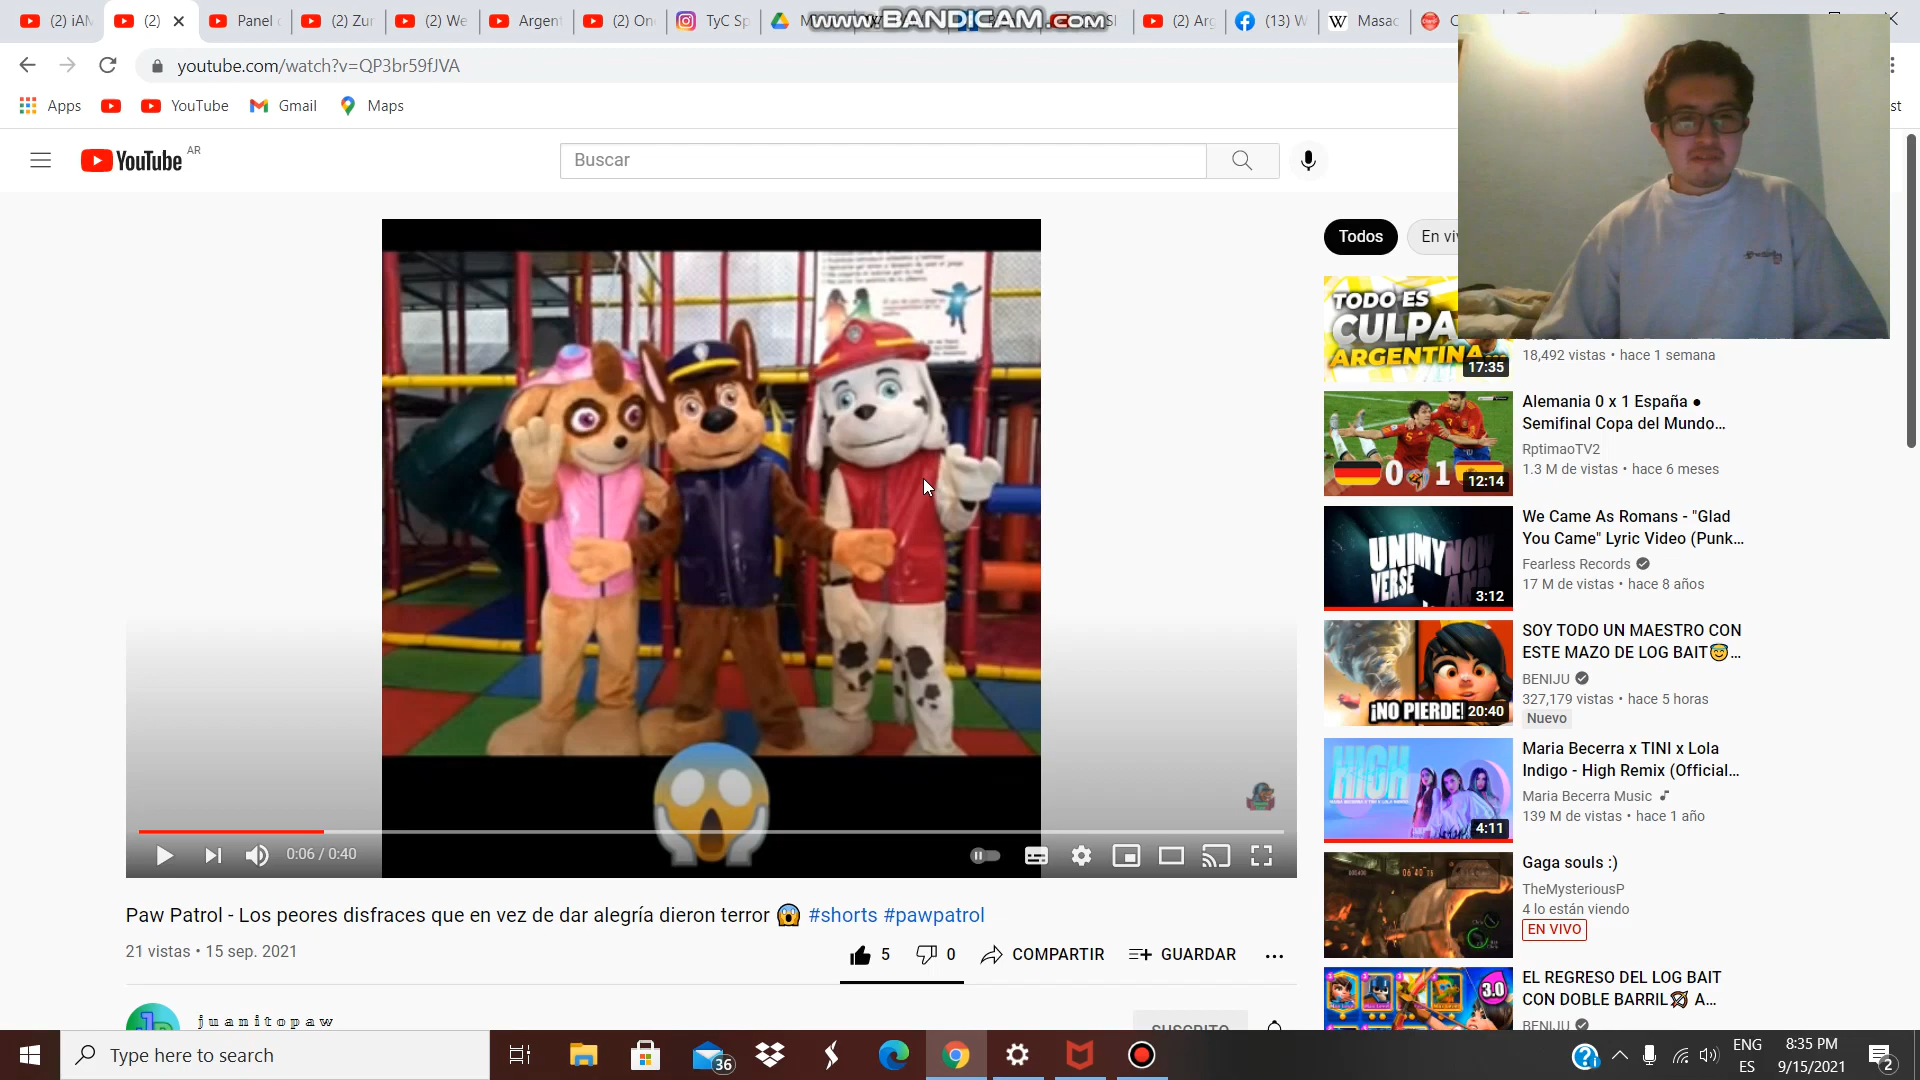 (2) iAM
(2)
Panel
(2) Zur
(2) We
Argent
(2) On
TyC Sp
(2) Arg
(13) W
Masac
www.BANDICAM.com
youtube.com/watch?v=QP3br59fJVA
Apps
YouTube
Gmail
Maps
YouTube AR
Buscar
Todos
En vi
TODO ES
CULPA
ARGENTINA
17:35
18,492 vistas • hace 1 semana
0 1
12:14
Alemania 0 x 1 España ●
Semifinal Copa del Mundo...
RptimaoTV2
1.3 M de vistas • hace 6 meses
3:12
We Came As Romans - "Glad
You Came" Lyric Video (Punk...
Fearless Records
17 M de vistas • hace 8 años
¡NO PIERDE!
20:40
SOY TODO UN MAESTRO CON
ESTE MAZO DE LOG BAIT😇...
BENIJU
327,179 vistas • hace 5 horas
Nuevo
HIGH
4:11
Maria Becerra x TINI x Lola
Indigo - High Remix (Official...
Maria Becerra Music
139 M de vistas • hace 1 año
Gaga souls :)
TheMysteriousP
4 lo están viendo
EN VIVO
3.0
EL REGRESO DEL LOG BAIT
CON DOBLE BARRIL🏹 A...
BENIJU
0:06 / 0:40
Paw Patrol - Los peores disfraces que en vez de dar alegría dieron terror 😱 #shorts #pawpatrol
21 vistas • 15 sep. 2021
5
0
COMPARTIR
GUARDAR
juanitopaw
SUSCRITO
Type here to search
36
ENG
ES
8:35 PM
9/15/2021
2